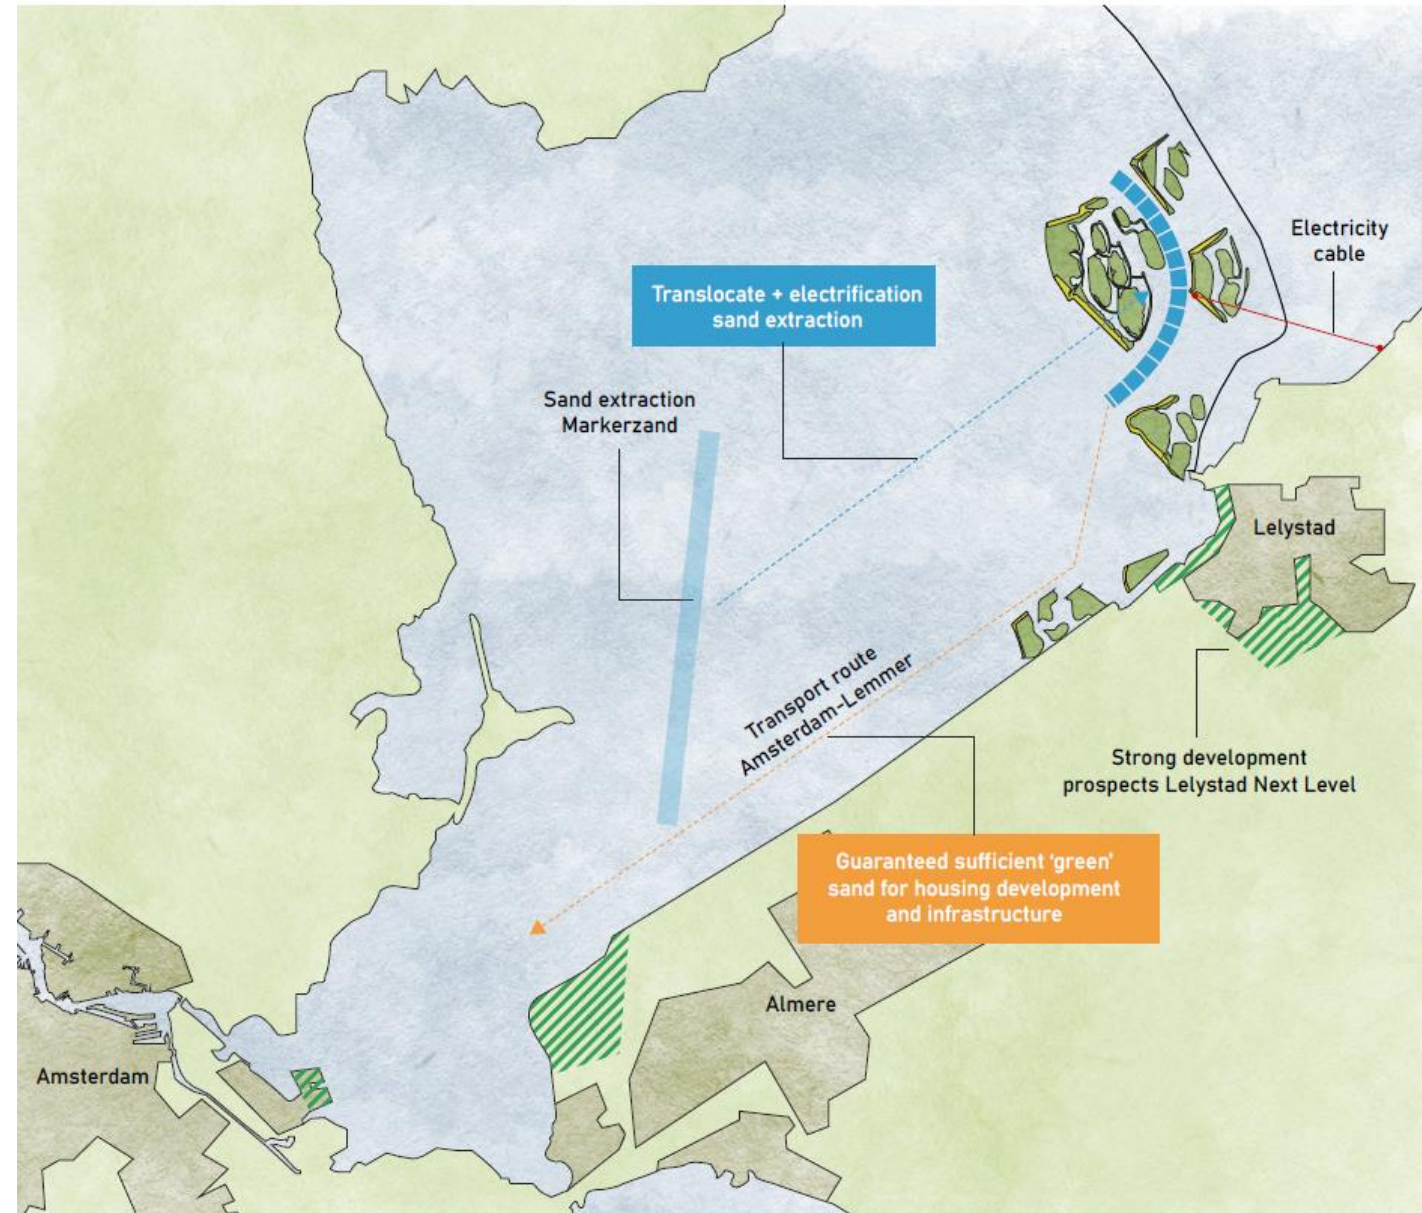 Electricity
cable
Translocate + electrification
sand extraction
Sand extraction
Markerzand
Lelystad
Transport route
Amsterdam-Lemmer
Strong development
prospects Lelystad Next Level
Guaranteed sufficient ‘green’
sand for housing development
and infrastructure
Almere
Amsterdam